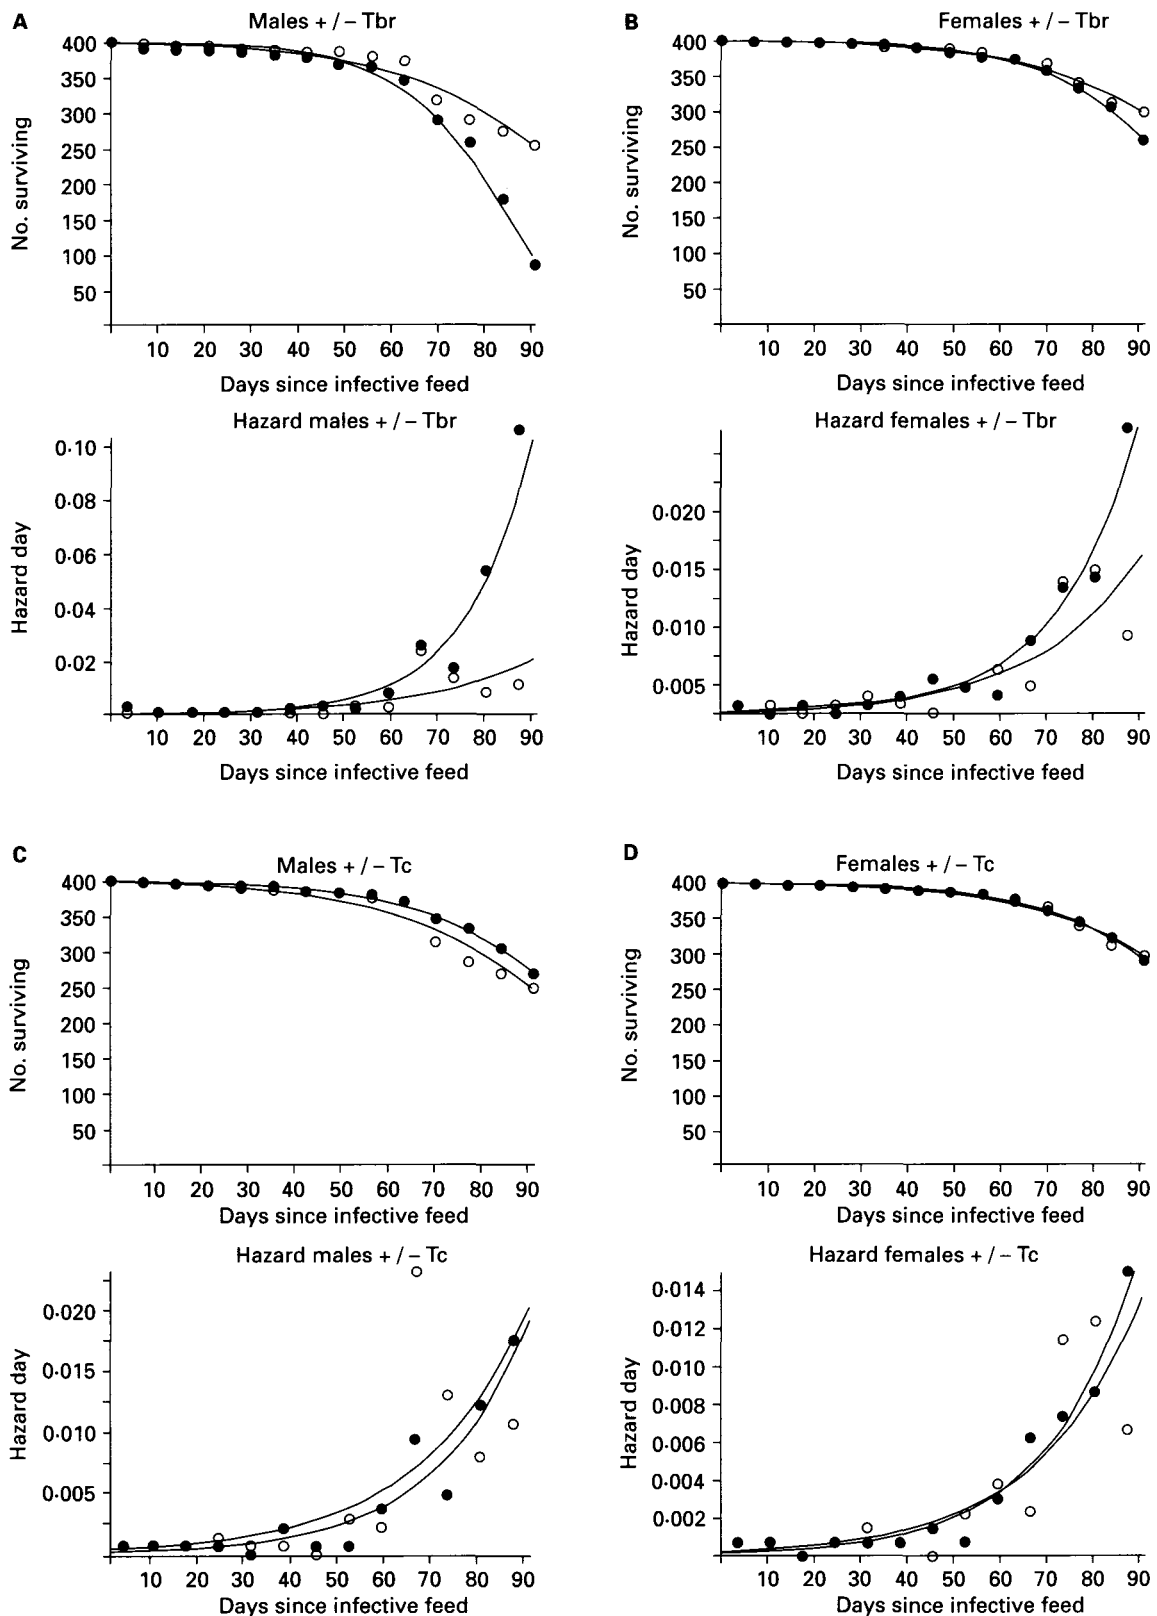 A
Males + / – Tbr
400
350
300
250
200
150
100
50
No. surviving
10 20 30 40 50 60 70 80 90
Days since infective feed
Hazard males + / – Tbr
0·10
0·08
0·06
0·04
0·02
Hazard day
10 20 30 40 50 60 70 80 90
Days since infective feed
B
Females + / – Tbr
400
350
300
250
200
150
100
50
No. surviving
10 20 30 40 50 60 70 80 90
Days since infective feed
Hazard females + / – Tbr
0·020
0·015
0·010
0·005
Hazard day
10 20 30 40 50 60 70 80 90
Days since infective feed
C
Males + / – Tc
400
350
300
250
200
150
100
50
No. surviving
10 20 30 40 50 60 70 80 90
Days since infective feed
Hazard males + / – Tc
0·020
0·015
0·010
0·005
Hazard day
10 20 30 40 50 60 70 80 90
Days since infective feed
D
Females + / – Tc
400
350
300
250
200
150
100
50
No. surviving
10 20 30 40 50 60 70 80 90
Days since infective feed
Hazard females + / – Tc
0·014
0·012
0·010
0·008
0·006
0·004
0·002
Hazard day
10 20 30 40 50 60 70 80 90
Days since infective feed